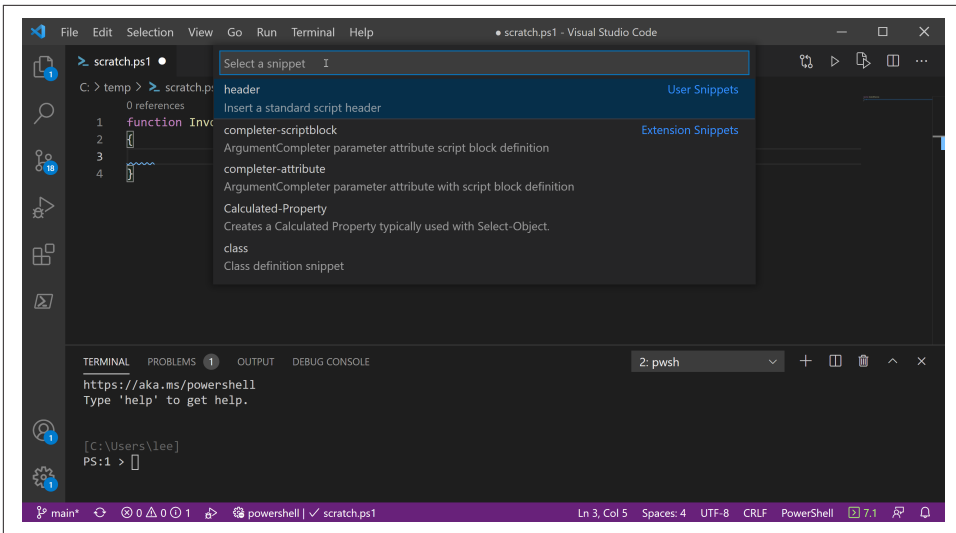 File Edit Selection View Go Run Terminal Help ● scratch.ps1 - Visual Studio Code
scratch.ps1 ●
Select a snippet
C: > temp > scratch.ps
header User Snippets
Insert a standard script header
0 references
1 function Invo
completer-scriptblock Extension Snippets
2 {
ArgumentCompleter parameter attribute script block definition
3
completer-attribute
4 }
ArgumentCompleter parameter attribute with script block definition
Calculated-Property
Creates a Calculated Property typically used with Select-Object.
class
Class definition snippet
1
18
TERMINAL PROBLEMS 1 OUTPUT DEBUG CONSOLE 2: pwsh
https://aka.ms/powershell
Type 'help' to get help.
[C:\Users\lee]
PS:1 >
1
1
main* 0 0 1 powershell | ✓ scratch.ps1 Ln 3, Col 5 Spaces: 4 UTF-8 CRLF PowerShell 7.1